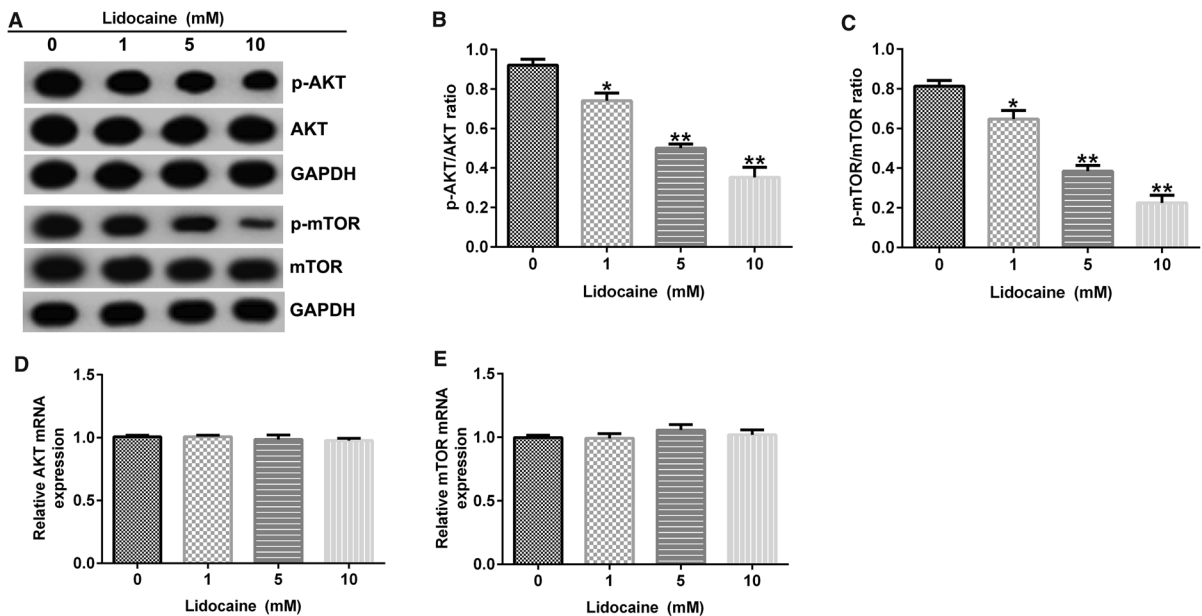 A
Lidocaine (mM)
0 1 5 10
p-AKT
AKT
GAPDH
p-mTOR
mTOR
GAPDH
B
p-AKT/AKT ratio
1.0
0.8
0.6
0.4
0.2
0.0
*
**
**
0 1 5 10
Lidocaine (mM)
C
p-mTOR/mTOR ratio
1.0
0.8
0.6
0.4
0.2
0.0
*
**
**
0 1 5 10
Lidocaine (mM)
D
Relative AKT mRNA
expression
1.5
1.0
0.5
0.0
0 1 5 10
Lidocaine (mM)
E
Relative mTOR mRNA
expression
1.5
1.0
0.5
0.0
0 1 5 10
Lidocaine (mM)